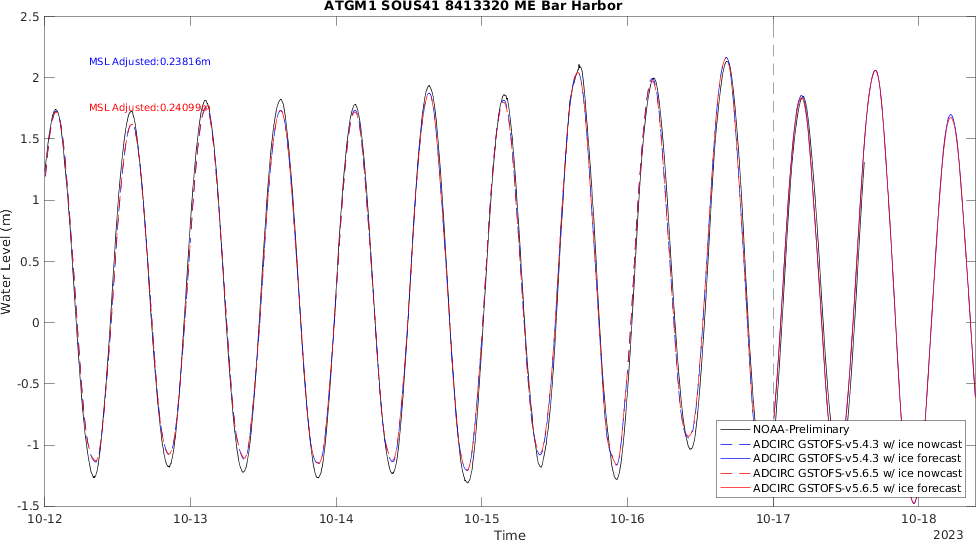 ATGM1 SOUS41 8413320 ME Bar Harbor
2.5
2
1.5
1
0.5
0
-0.5
-1
-1.5
Water Level (m)
MSL Adjusted:0.23816m
MSL Adjusted:0.24099m
NOAA-Preliminary
ADCIRC GSTOFS-v5.4.3 w/ ice nowcast
ADCIRC GSTOFS-v5.4.3 w/ ice forecast
ADCIRC GSTOFS-v5.6.5 w/ ice nowcast
ADCIRC GSTOFS-v5.6.5 w/ ice forecast
10-12 10-13 10-14 10-15 10-16 10-17 10-18
Time
2023